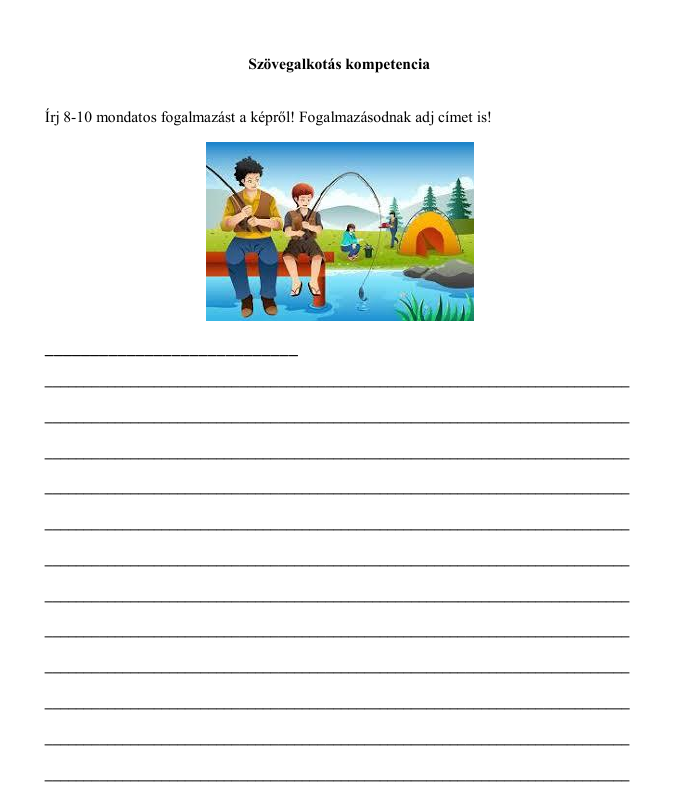 Szövegalkotás kompetencia
Írj 8-10 mondatos fogalmazást a képről! Fogalmazásodnak adj címet is!